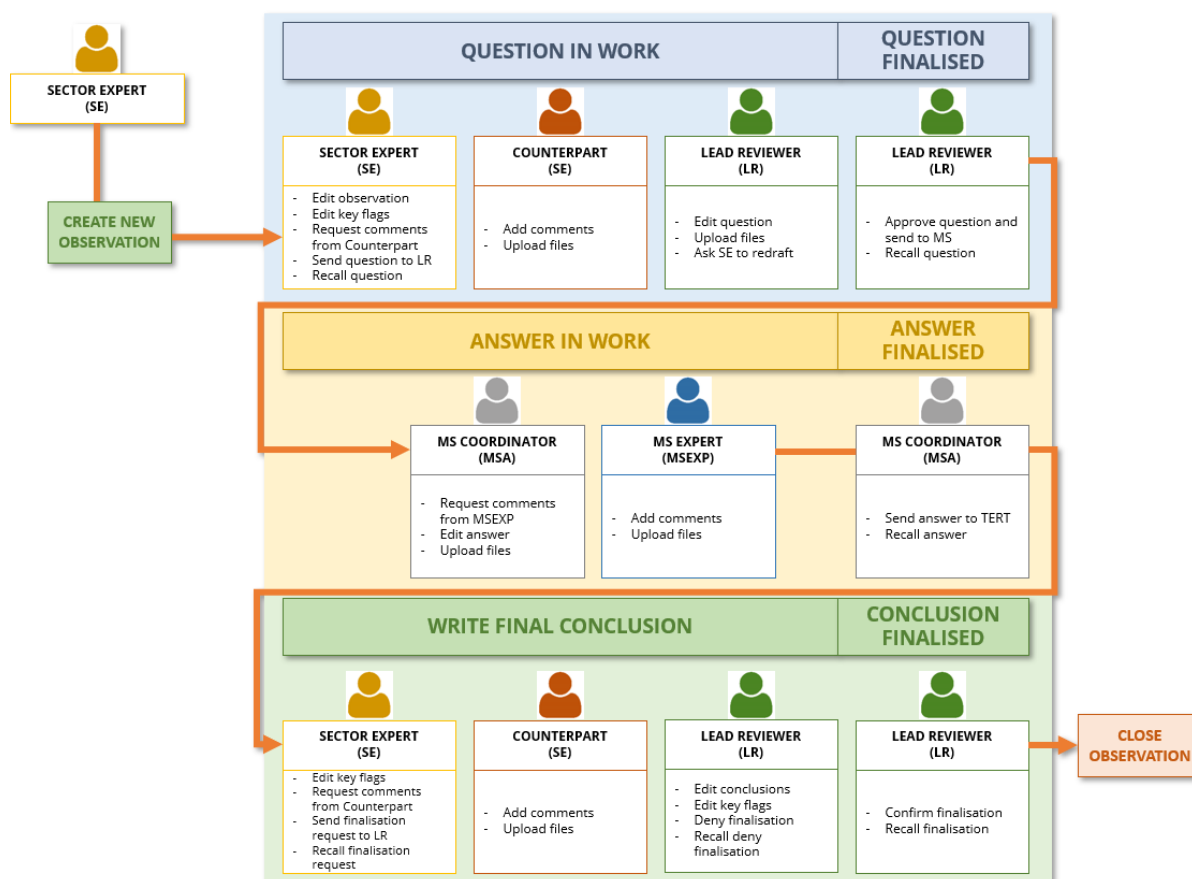 SECTOR EXPERT
(SE)
CREATE NEW
OBSERVATION
QUESTION IN WORK
QUESTION
FINALISED
SECTOR EXPERT
(SE)
- Edit observation
- Edit key flags
- Request comments
from Counterpart
- Send question to LR
- Recall question
COUNTERPART
(SE)
- Add comments
- Upload files
LEAD REVIEWER
(LR)
- Edit question
- Upload files
- Ask SE to redraft
LEAD REVIEWER
(LR)
- Approve question and
send to MS
- Recall question
ANSWER IN WORK
ANSWER
FINALISED
MS COORDINATOR
(MSA)
- Request comments
from MSEXP
- Edit answer
- Upload files
MS EXPERT
(MSEXP)
- Add comments
- Upload files
MS COORDINATOR
(MSA)
- Send answer to TERT
- Recall answer
WRITE FINAL CONCLUSION
CONCLUSION
FINALISED
SECTOR EXPERT
(SE)
- Edit key flags
- Request comments
from Counterpart
- Send finalisation
request to LR
- Recall finalisation
request
COUNTERPART
(SE)
- Add comments
- Upload files
LEAD REVIEWER
(LR)
- Edit conclusions
- Edit key flags
- Deny finalisation
- Recall deny
finalisation
LEAD REVIEWER
(LR)
- Confirm finalisation
- Recall finalisation
CLOSE
OBSERVATION